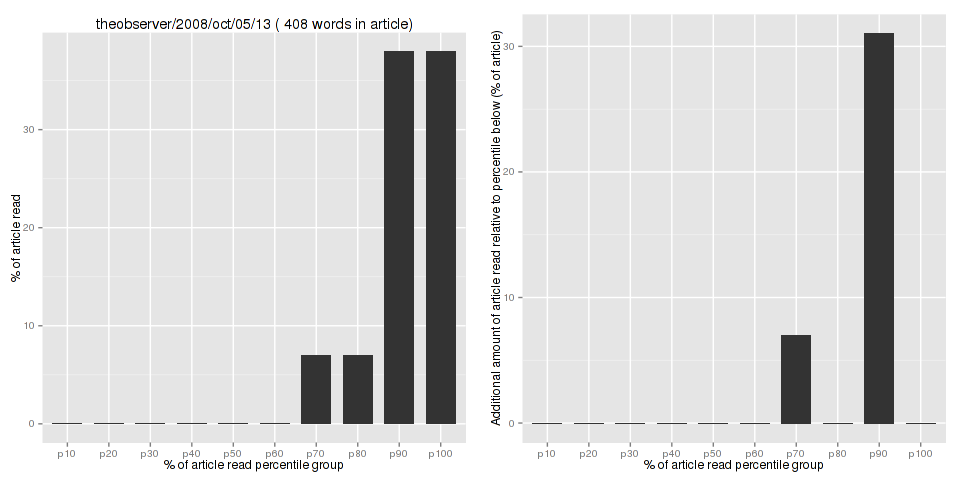 theobserver/2008/oct/05/13 ( 408 words in article)
% of article read
30
20
10
0
p10 p20 p30 p40 p50 p60 p70 p80 p90 p100
% of article read percentile group
Additional amount of article read relative to percentile below (% of article)
30
20
10
0
p10 p20 p30 p40 p50 p60 p70 p80 p90 p100
% of article read percentile group